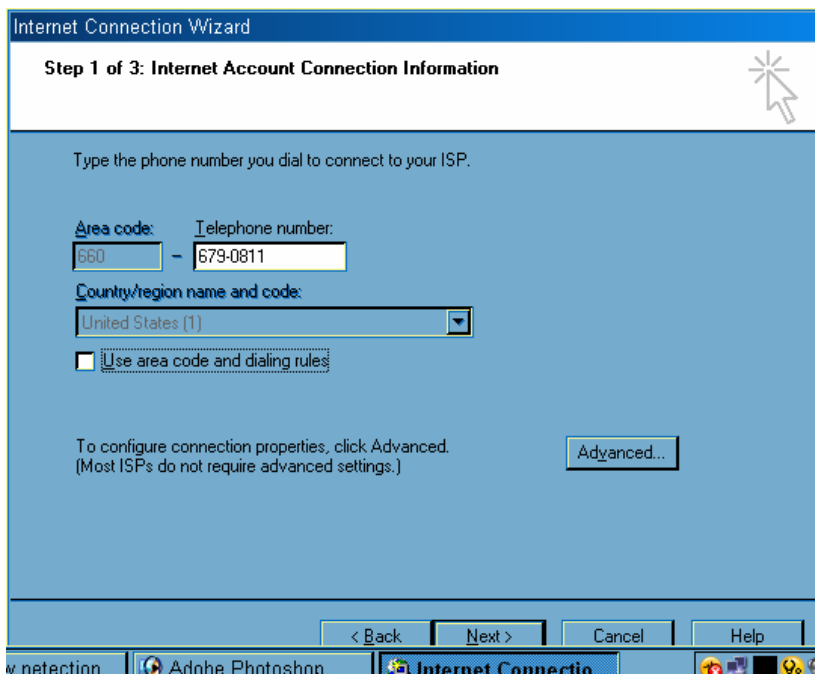 Internet Connection Wizard
Step 1 of 3: Internet Account Connection Information
Type the phone number you dial to connect to your ISP.
Area code: Telephone number:
660 - 679-0811
Country/region name and code:
United States (1)
Use area code and dialing rules
To configure connection properties, click Advanced.
(Most ISPs do not require advanced settings.)
Advanced...
< Back Next > Cancel Help
Adobe Photoshop Internet Connectio